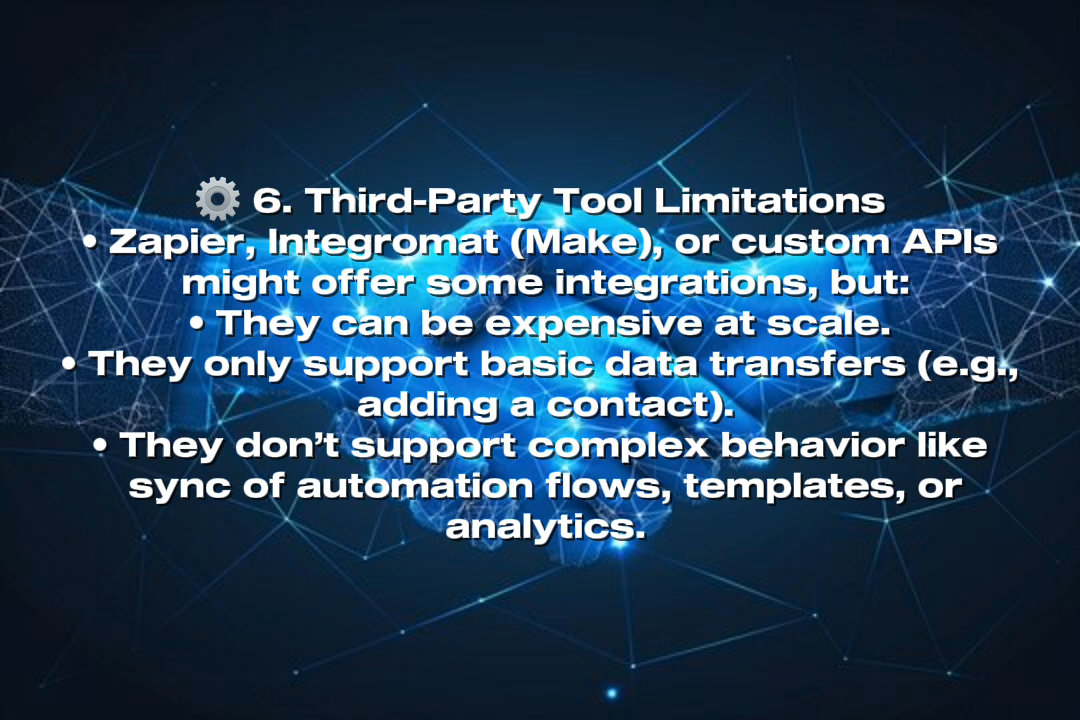 ⚙️ 6. Third-Party Tool Limitations
• Zapier, Integromat (Make), or custom APIs
might offer some integrations, but:
• They can be expensive at scale.
• They only support basic data transfers (e.g.,
adding a contact).
• They don’t support complex behavior like
sync of automation flows, templates, or
analytics.